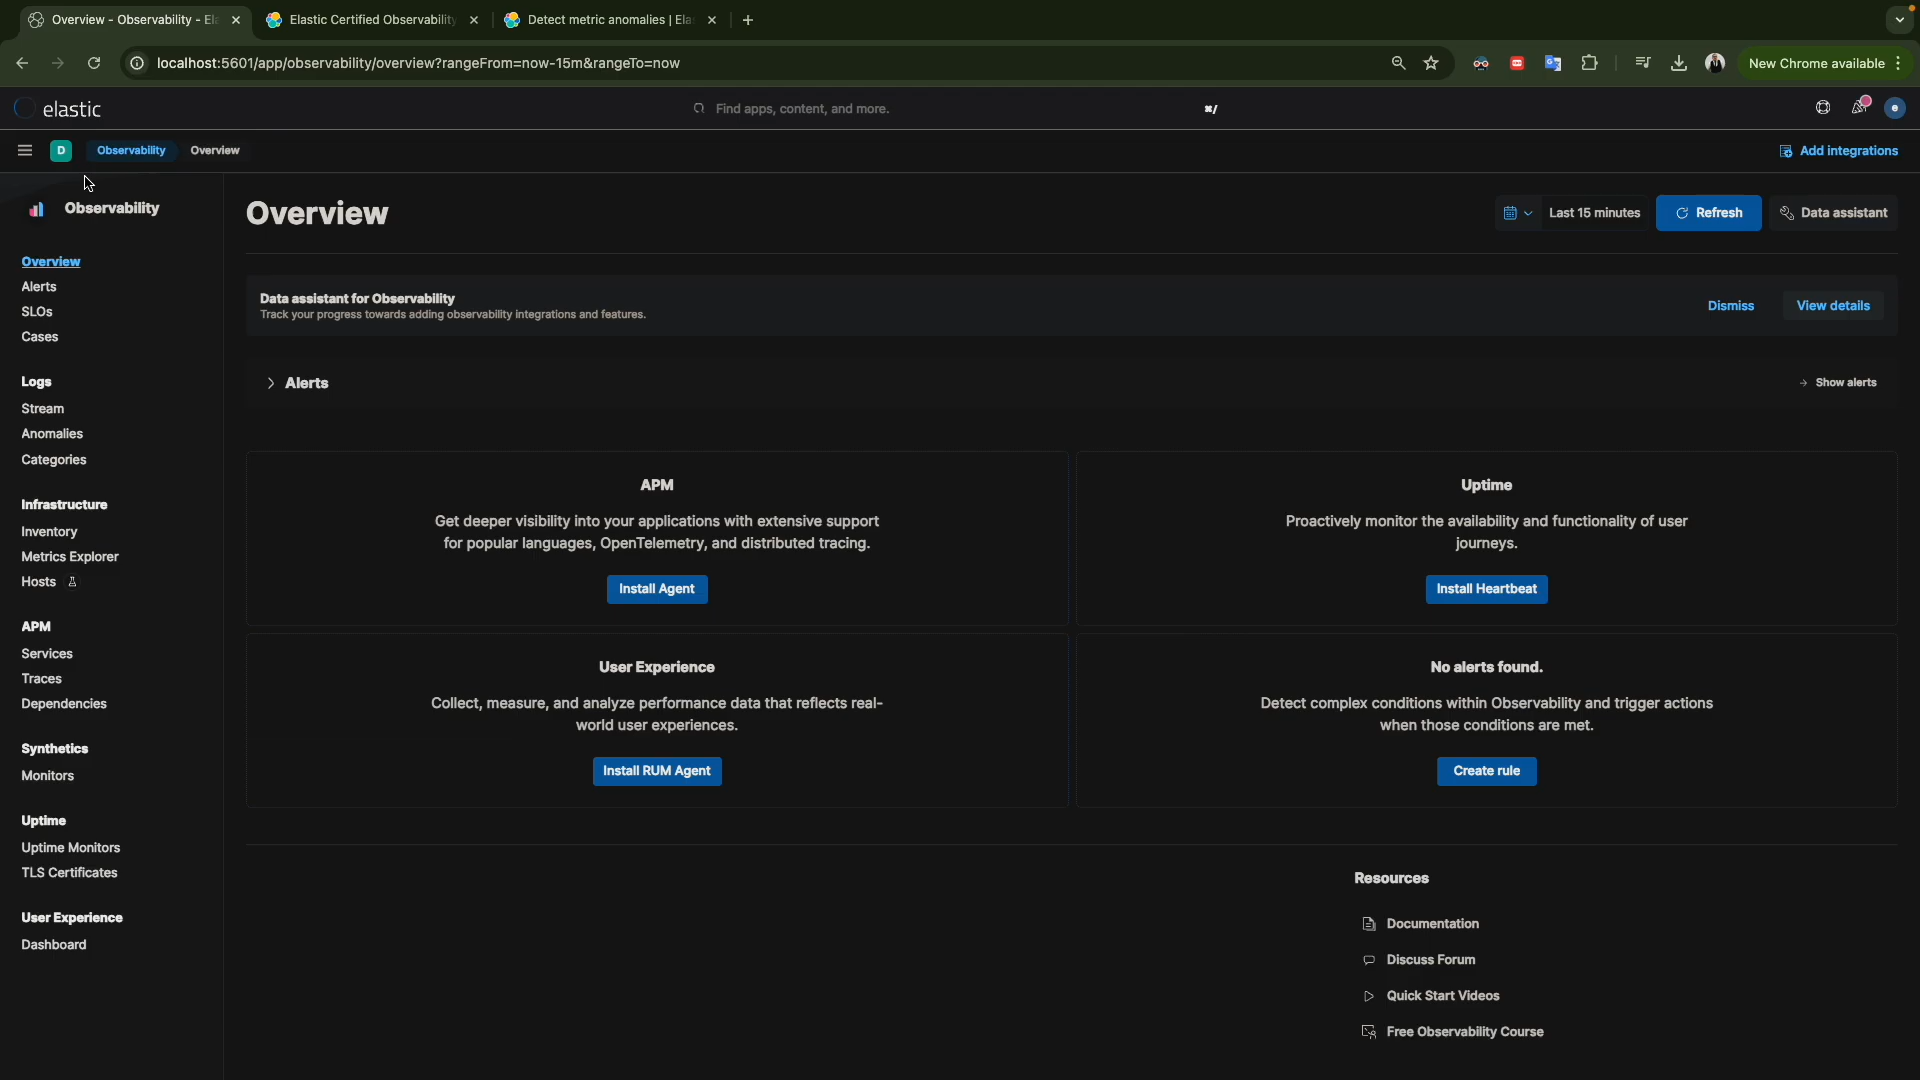 Overview - Observability - El
Elastic Certified Observability
Detect metric anomalies | Ela
localhost:5601/app/observability/overview?rangeFrom=now-15m&rangeTo=now
New Chrome available
elastic
Find apps, content, and more.
⌘/
e
D
Observability
Overview
Add integrations
Observability
Overview
Alerts
SLOs
Cases
Logs
Stream
Anomalies
Categories
Infrastructure
Inventory
Metrics Explorer
Hosts
APM
Services
Traces
Dependencies
Synthetics
Monitors
Uptime
Uptime Monitors
TLS Certificates
User Experience
Dashboard
Overview
Last 15 minutes
Refresh
Data assistant
Data assistant for Observability
Track your progress towards adding observability integrations and features.
Dismiss
View details
Alerts
Show alerts
APM
Get deeper visibility into your applications with extensive support
for popular languages, OpenTelemetry, and distributed tracing.
Install Agent
Uptime
Proactively monitor the availability and functionality of user
journeys.
Install Heartbeat
User Experience
Collect, measure, and analyze performance data that reflects real-
world user experiences.
Install RUM Agent
No alerts found.
Detect complex conditions within Observability and trigger actions
when those conditions are met.
Create rule
Resources
Documentation
Discuss Forum
Quick Start Videos
Free Observability Course